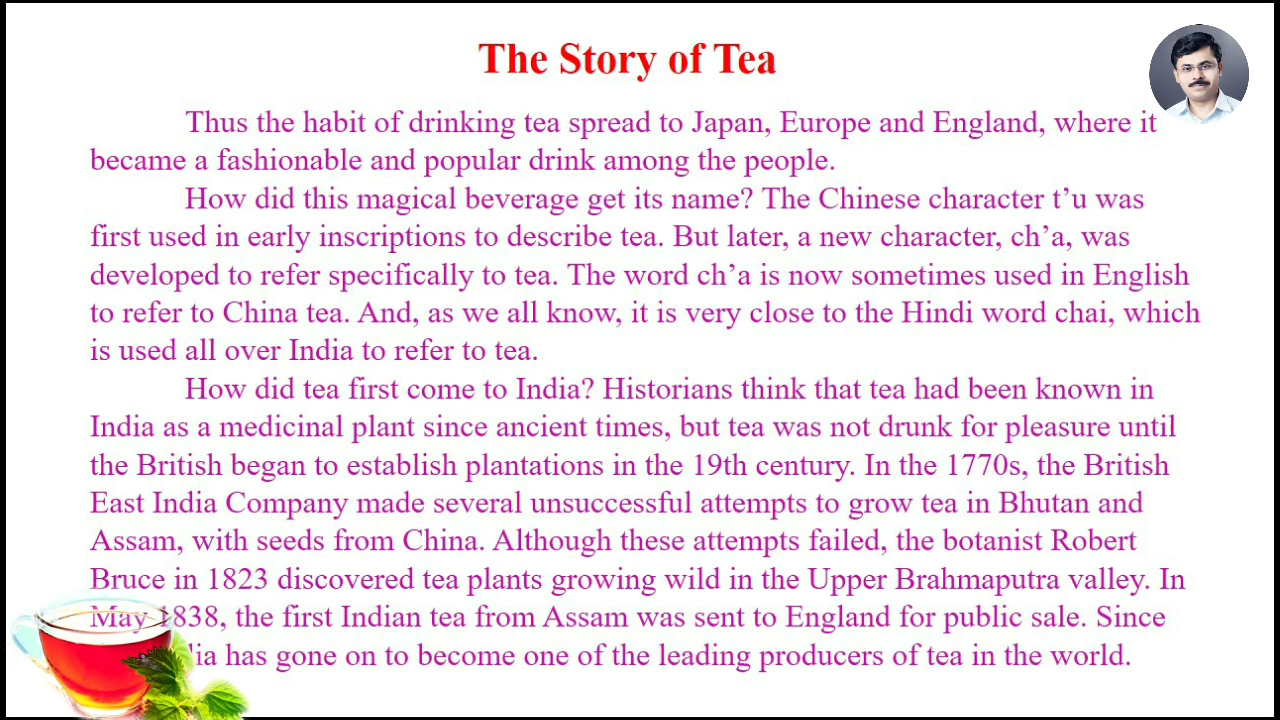 The Story of Tea
Thus the habit of drinking tea spread to Japan, Europe and England, where it
became a fashionable and popular drink among the people.
How did this magical beverage get its name? The Chinese character t’u was
first used in early inscriptions to describe tea. But later, a new character, ch’a, was
developed to refer specifically to tea. The word ch’a is now sometimes used in English
to refer to China tea. And, as we all know, it is very close to the Hindi word chai, which
is used all over India to refer to tea.
How did tea first come to India? Historians think that tea had been known in
India as a medicinal plant since ancient times, but tea was not drunk for pleasure until
the British began to establish plantations in the 19th century. In the 1770s, the British
East India Company made several unsuccessful attempts to grow tea in Bhutan and
Assam, with seeds from China. Although these attempts failed, the botanist Robert
Bruce in 1823 discovered tea plants growing wild in the Upper Brahmaputra valley. In
May 1838, the first Indian tea from Assam was sent to England for public sale. Since
has gone on to become one of the leading producers of tea in the world.